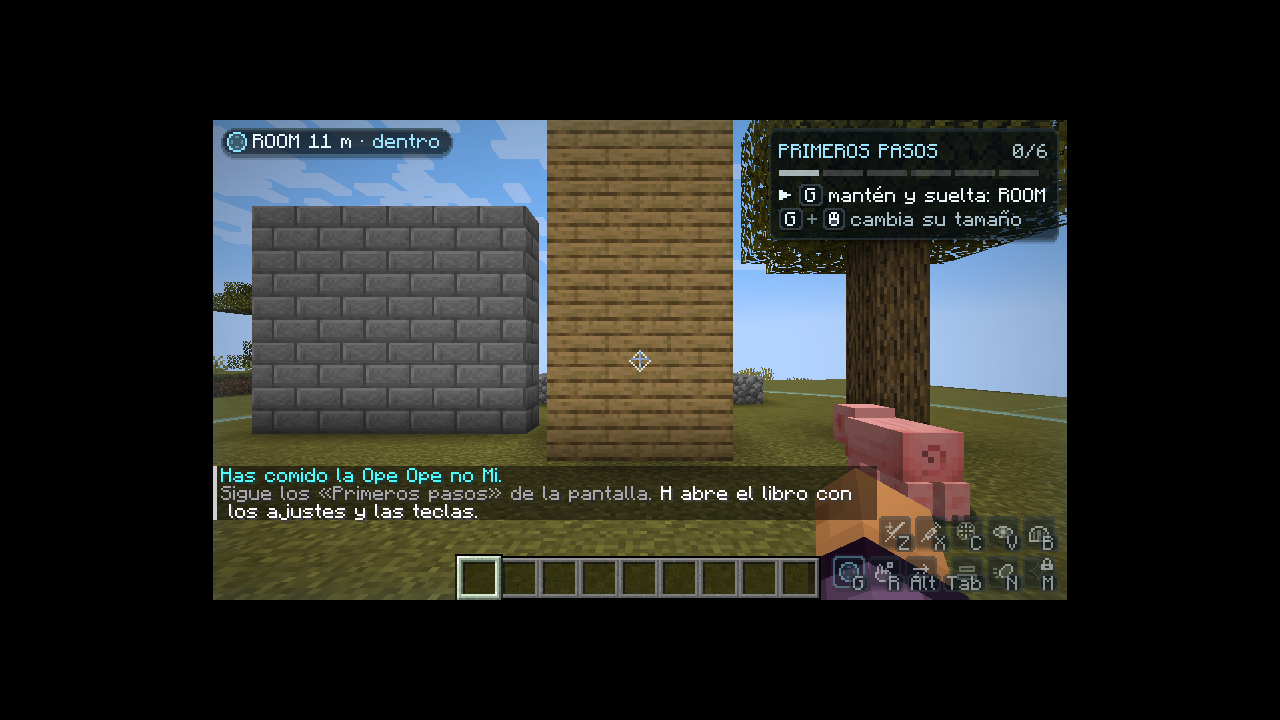 ROOM 11 m · dentro
PRIMEROS PASOS 0/6
G mantén y suelta: ROOM
G + cambia su tamaño
Has comido la Ope Ope no Mi.
Sigue los «Primeros pasos» de la pantalla. H abre el libro con
los ajustes y las teclas.
Z X C V B
G R Alt Tab N M